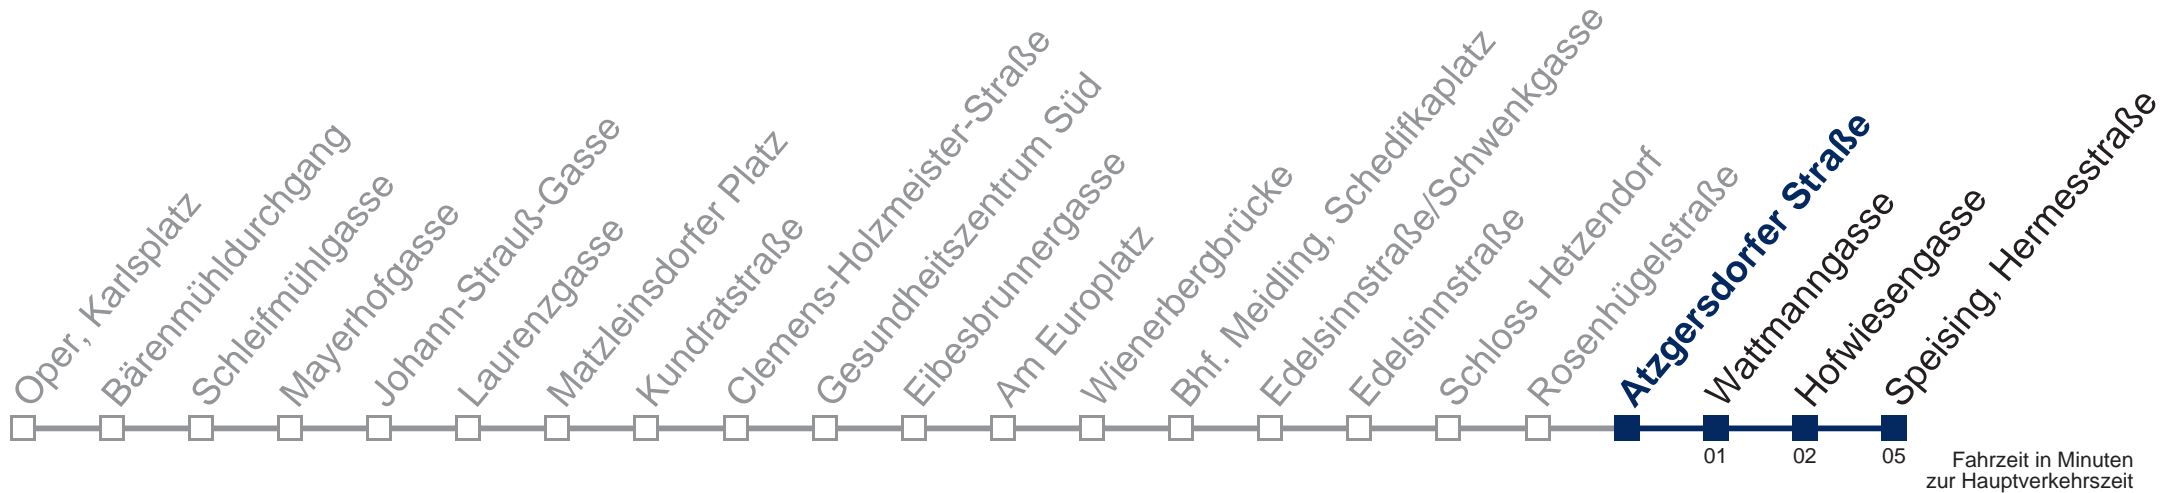 Oper, Karlsplatz
Bärenmühldurchgang
Schleifmühlgasse
Mayerhofgasse
Johann-Strauß-Gasse
Laurenzgasse
Matzleinsdorfer Platz
Kundratstraße
Clemens-Holzmeister-Straße
Gesundheitszentrum Süd
Eibesbrunnergasse
Am Europlatz
Wienerbergbrücke
Bhf. Meidling, Schedifkaplatz
Edelsinnstraße/Schwenkgasse
Edelsinnstraße
Schloss Hetzendorf
Rosenhügelstraße
Atzgersdorfer Straße
Wattmanngasse
Hofwiesengasse
Speising, Hermesstraße
01
02
05
Fahrzeit in Minuten
zur Hauptverkehrszeit